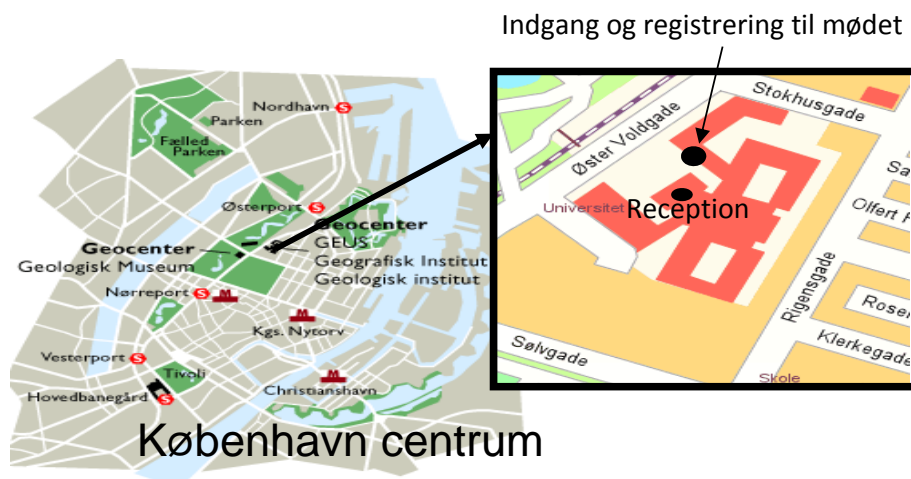 Indgang og registrering til mødet
Nordhavn S
Parken
Fælled
Parken
Østerport S
Geocenter
Geologisk Museum
Geocenter
GEUS
Geografisk Institut
Geologisk institut
Nørreport S
M
Kgs. Nytorv
M
Vesterport S
Tivoli
Hovedbanegård S
Christianshavn
M
København centrum
Stokhusgade
Øster Voldgade
Universitet
Reception
Olfert F
Rigensgade
Rosen
Klerkegade
Sølvgade
Skole